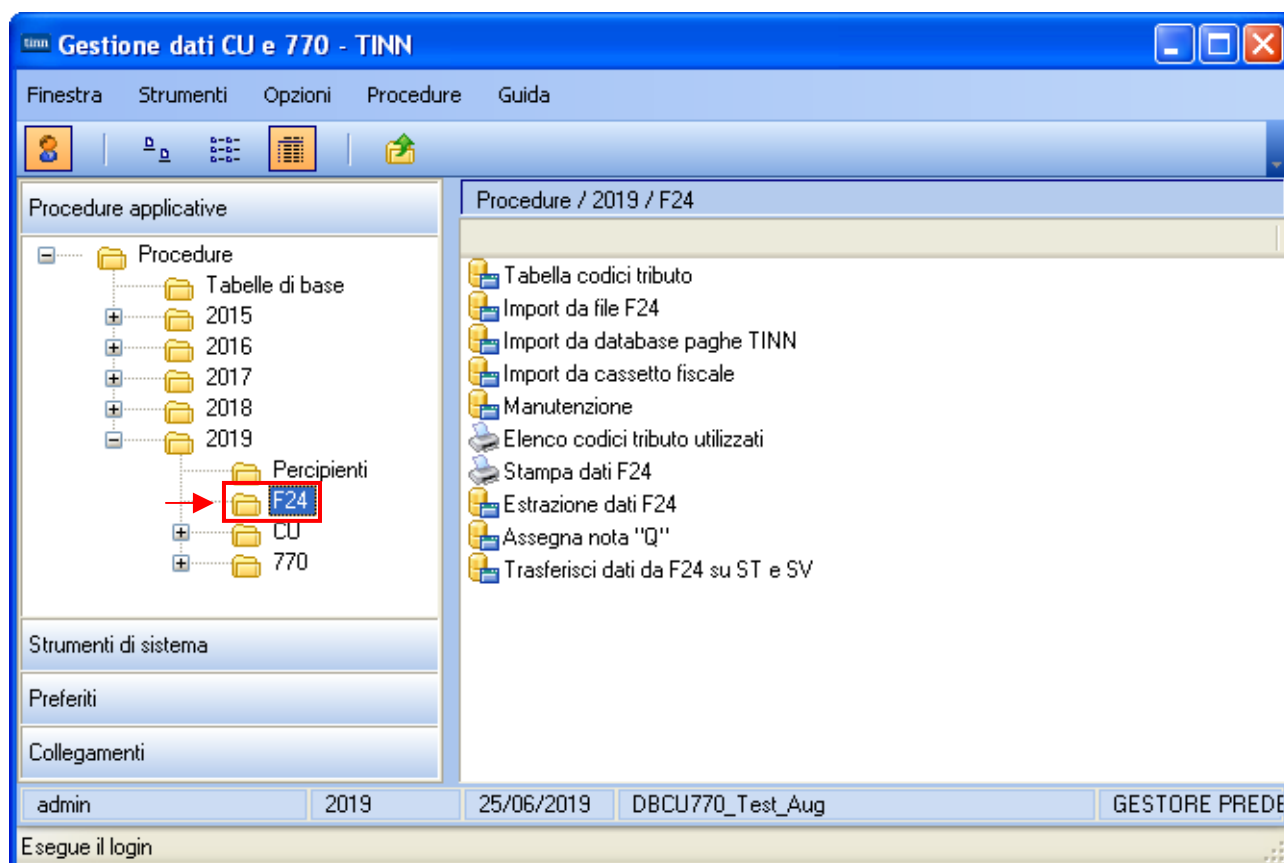 tinn Gestione dati CU e 770 - TINN
Finestra Strumenti Opzioni Procedure Guida
Procedure applicative
Procedure
Tabelle di base
2015
2016
2017
2018
2019
Percipienti
F24
CU
770
Strumenti di sistema
Preferiti
Collegamenti
Procedure / 2019 / F24
Tabella codici tributo
Import da file F24
Import da database paghe TINN
Import da cassetto fiscale
Manutenzione
Elenco codici tributo utilizzati
Stampa dati F24
Estrazione dati F24
Assegna nota "Q"
Trasferisci dati da F24 su ST e SV
admin 2019 25/06/2019 DBCU770_Test_Aug GESTORE PREDE
Esegue il login